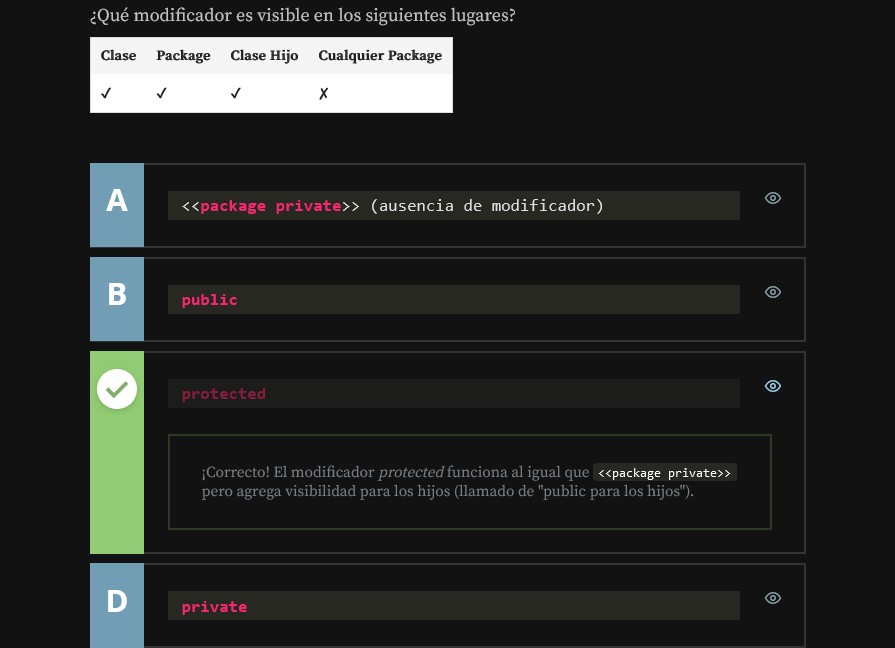 ¿Qué modificador es visible en los siguientes lugares?
Clase Package Clase Hijo Cualquier Package
✓ ✓ ✓ ✗
A
<<package private>> (ausencia de modificador)
B
public
protected
¡Correcto! El modificador protected funciona al igual que <<package private>>
pero agrega visibilidad para los hijos (llamado de "public para los hijos").
D
private